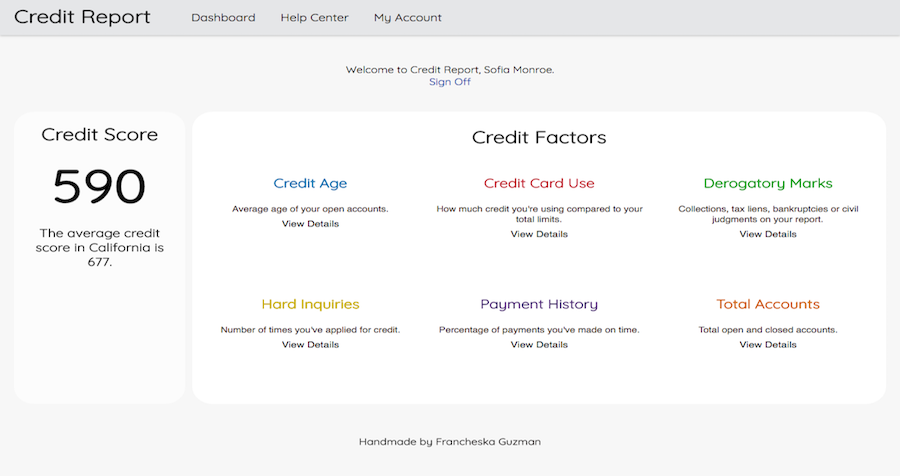 Credit Report Dashboard Help Center My Account
Welcome to Credit Report, Sofia Monroe.
Sign Off
Credit Score
590
The average credit
score in California is
677.
Credit Factors
Credit Age
Average age of your open accounts.
View Details
Credit Card Use
How much credit you're using compared to your
total limits.
View Details
Derogatory Marks
Collections, tax liens, bankruptcies or civil
judgments on your report.
View Details
Hard Inquiries
Number of times you've applied for credit.
View Details
Payment History
Percentage of payments you've made on time.
View Details
Total Accounts
Total open and closed accounts.
View Details
Handmade by Francheska Guzman